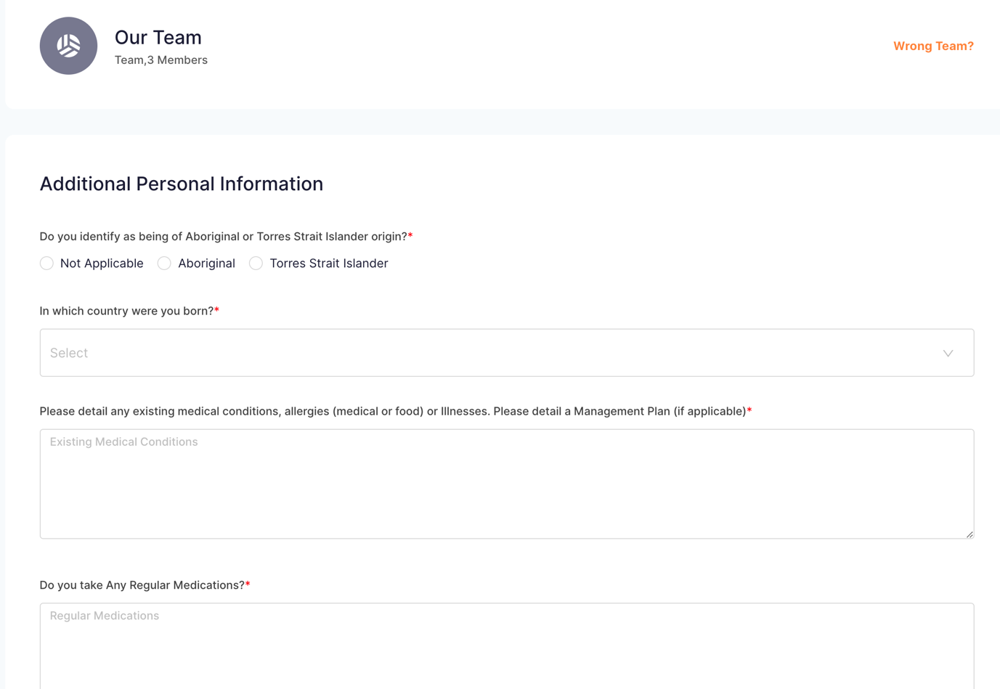 Our Team
Team,3 Members
Wrong Team?
Additional Personal Information
Do you identify as being of Aboriginal or Torres Strait Islander origin?*
Not Applicable Aboriginal Torres Strait Islander
In which country were you born?*
Select
Please detail any existing medical conditions, allergies (medical or food) or Illnesses. Please detail a Management Plan (if applicable)*
Existing Medical Conditions
Do you take Any Regular Medications?*
Regular Medications